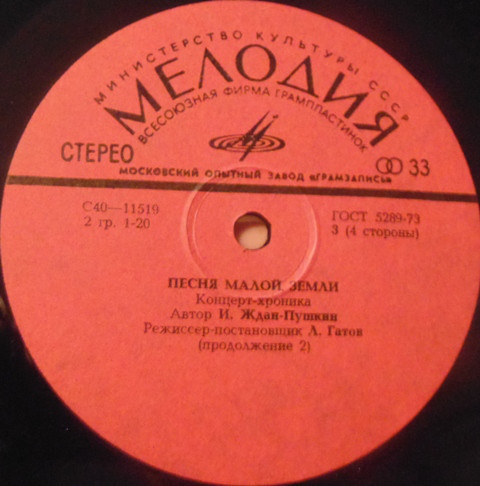 МИНИСТЕРСТВО КУЛЬТУРЫ СССР
МЕЛОДИЯ
ВСЕСОЮЗНАЯ ФИРМА ГРАМПЛАСТИНОК
СТЕРЕО
33
МОСКОВСКИЙ ОПЫТНЫЙ ЗАВОД «ГРАМЗАПИСЬ»
С40—11519
2 гр. 1-20
ГОСТ 5289-73
3 (4 стороны)
ПЕСНЯ МАЛОЙ ЗЕМЛИ
Концерт-хроника
Автор И. Ждан-Пушкин
Режиссер-постановщик Л. Гатов
(продолжение 2)